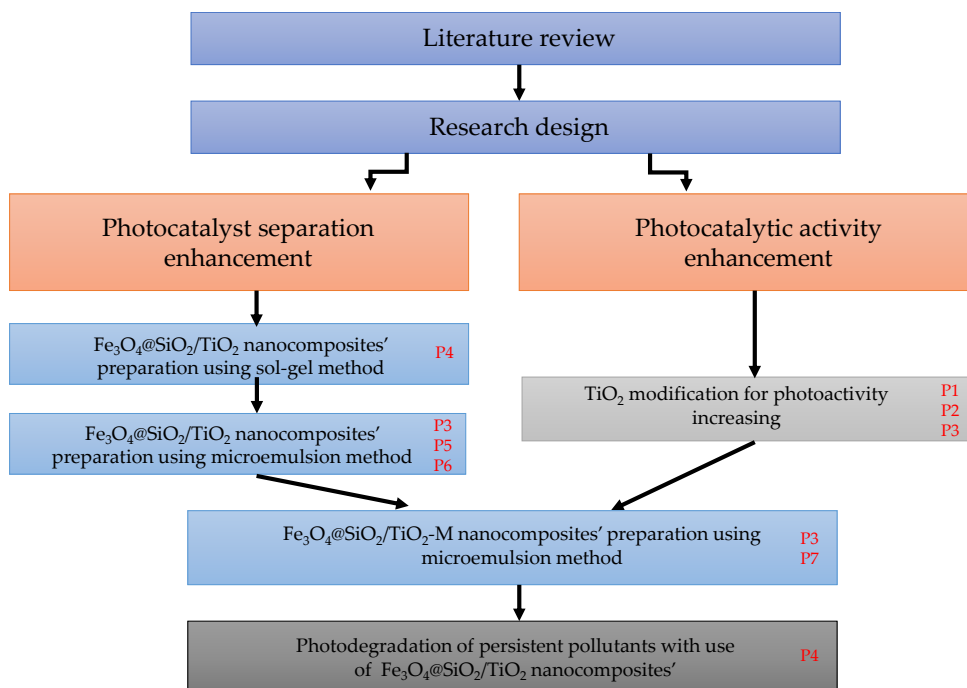 Literature review
Research design
Photocatalyst separation
enhancement
Photocatalytic activity
enhancement
Fe₃O₄@SiO₂/TiO₂ nanocomposites’
preparation using sol-gel method
P4
TiO₂ modification for photoactivity
increasing
P1
P2
P3
Fe₃O₄@SiO₂/TiO₂ nanocomposites’
preparation using microemulsion method
P3
P5
P6
Fe₃O₄@SiO₂/TiO₂-M nanocomposites’ preparation using
microemulsion method
P3
P7
Photodegradation of persistent pollutants with use
of Fe₃O₄@SiO₂/TiO₂ nanocomposites’
P4